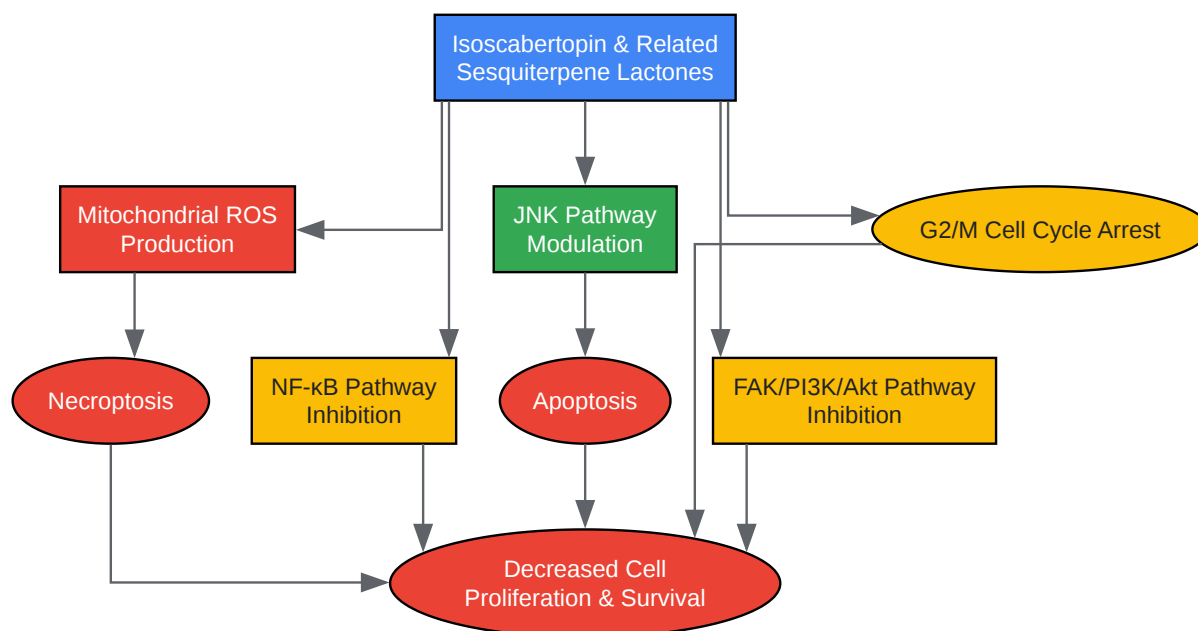 Isoscabertopin & Related
Sesquiterpene Lactones
Mitochondrial ROS
Production
JNK Pathway
Modulation
G2/M Cell Cycle Arrest
Necroptosis
NF-κB Pathway
Inhibition
Apoptosis
FAK/PI3K/Akt Pathway
Inhibition
Decreased Cell
Proliferation & Survival